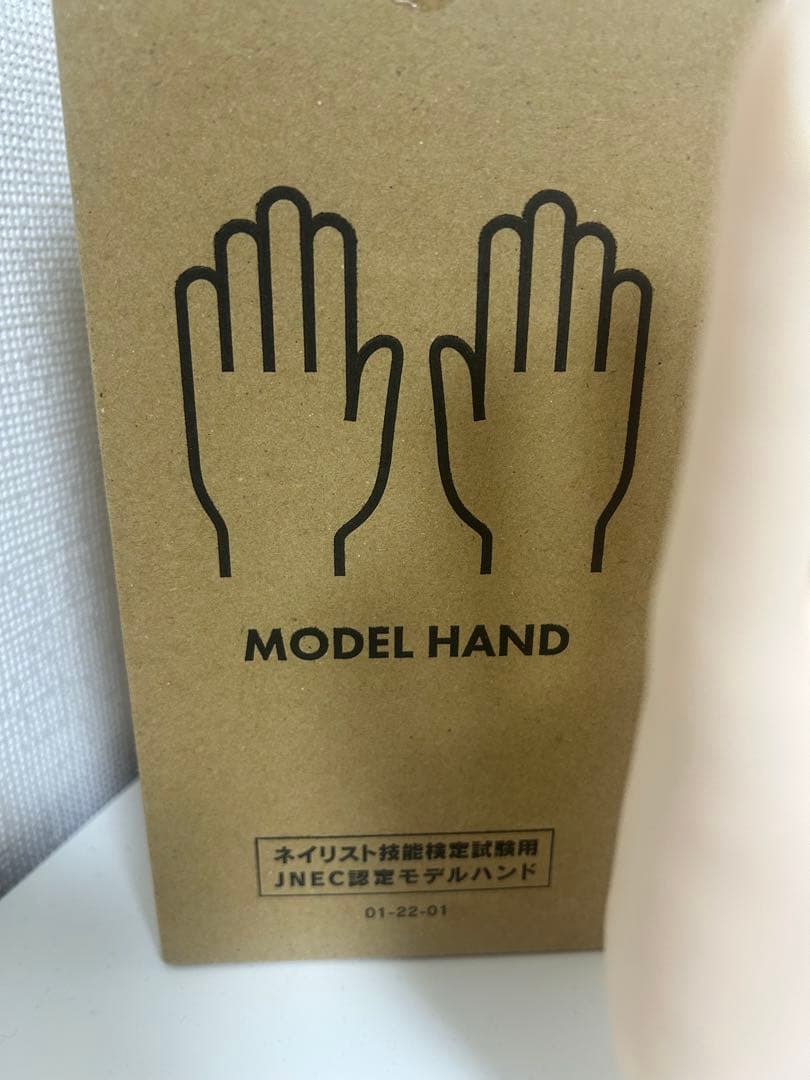 MODEL HAND
ネイリスト技能検定試験用
JNEC認定モデルハンド
01-22-01